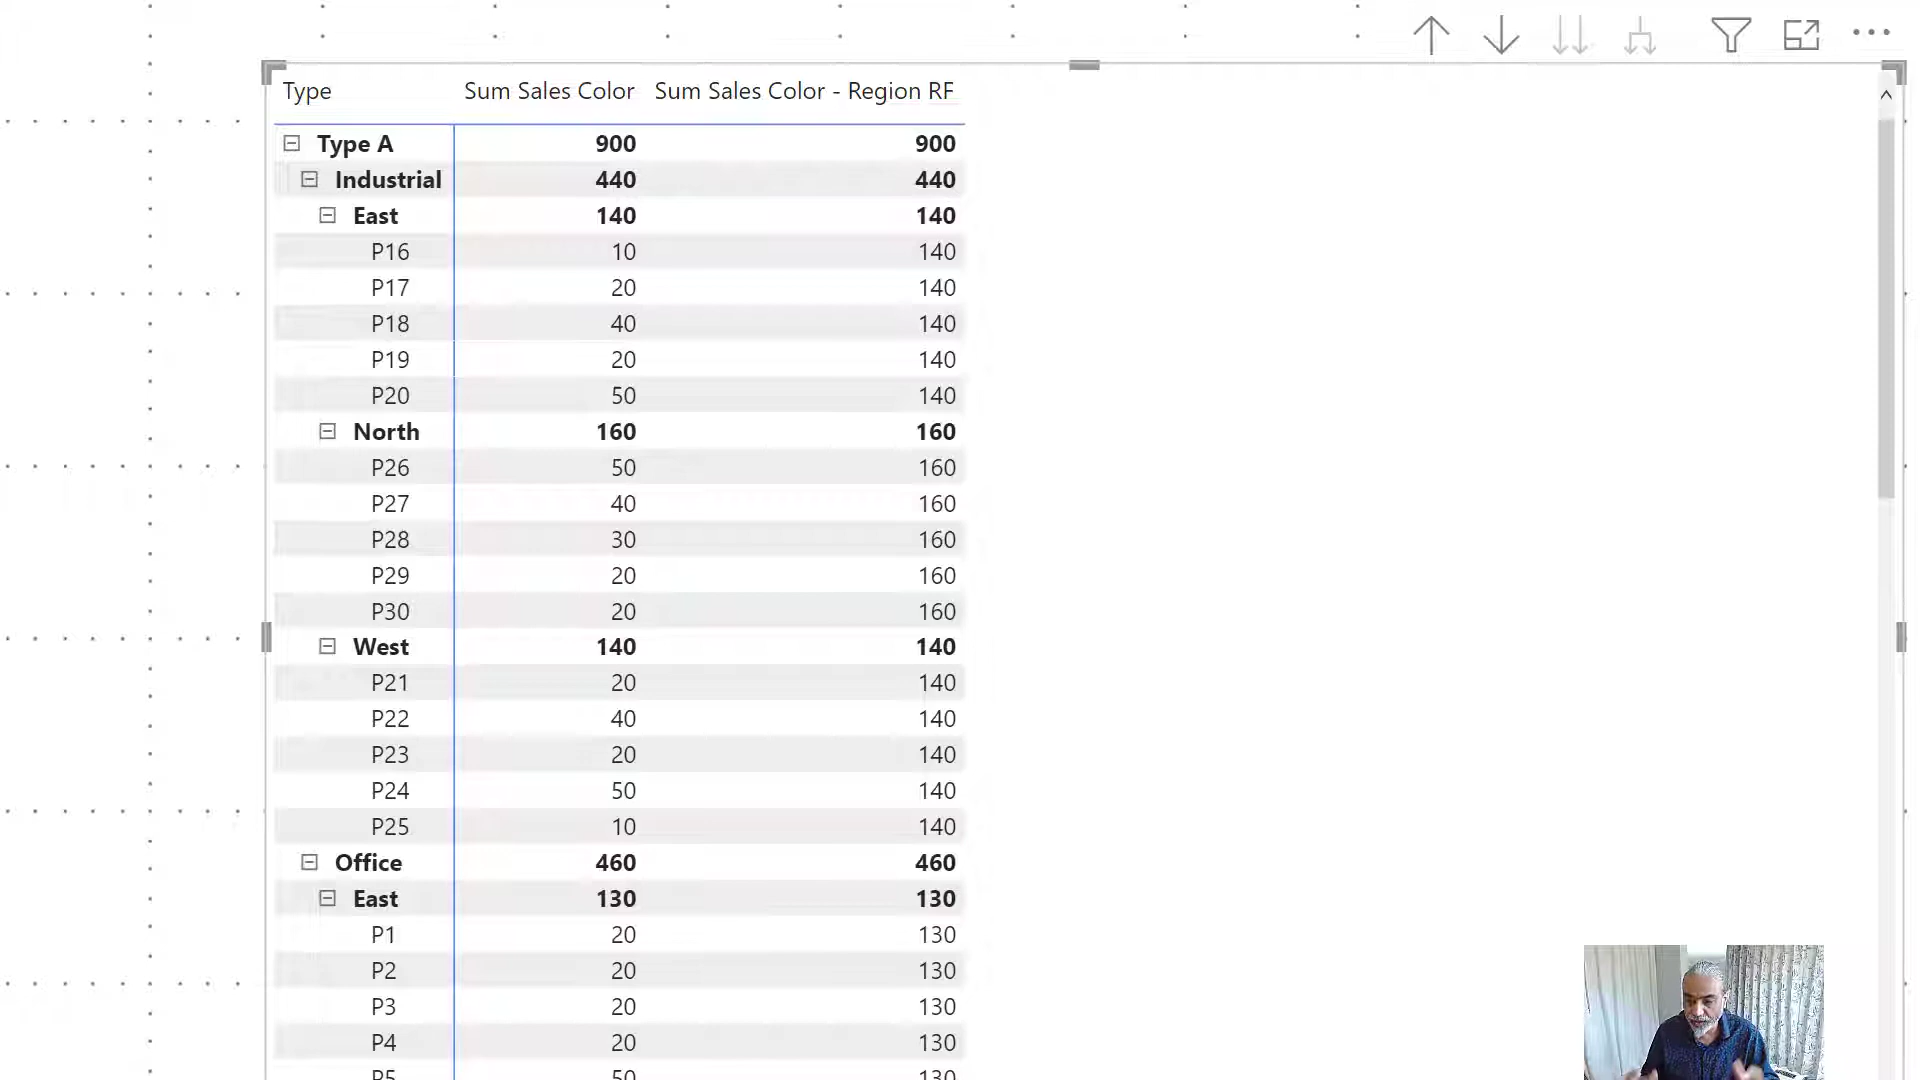 Type Sum Sales Color Sum Sales Color - Region RF
Type A 900 900
Industrial 440 440
East 140 140
P16 10 140
P17 20 140
P18 40 140
P19 20 140
P20 50 140
North 160 160
P26 50 160
P27 40 160
P28 30 160
P29 20 160
P30 20 160
West 140 140
P21 20 140
P22 40 140
P23 20 140
P24 50 140
P25 10 140
Office 460 460
East 130 130
P1 20 130
P2 20 130
P3 20 130
P4 20 130
P5 50 130